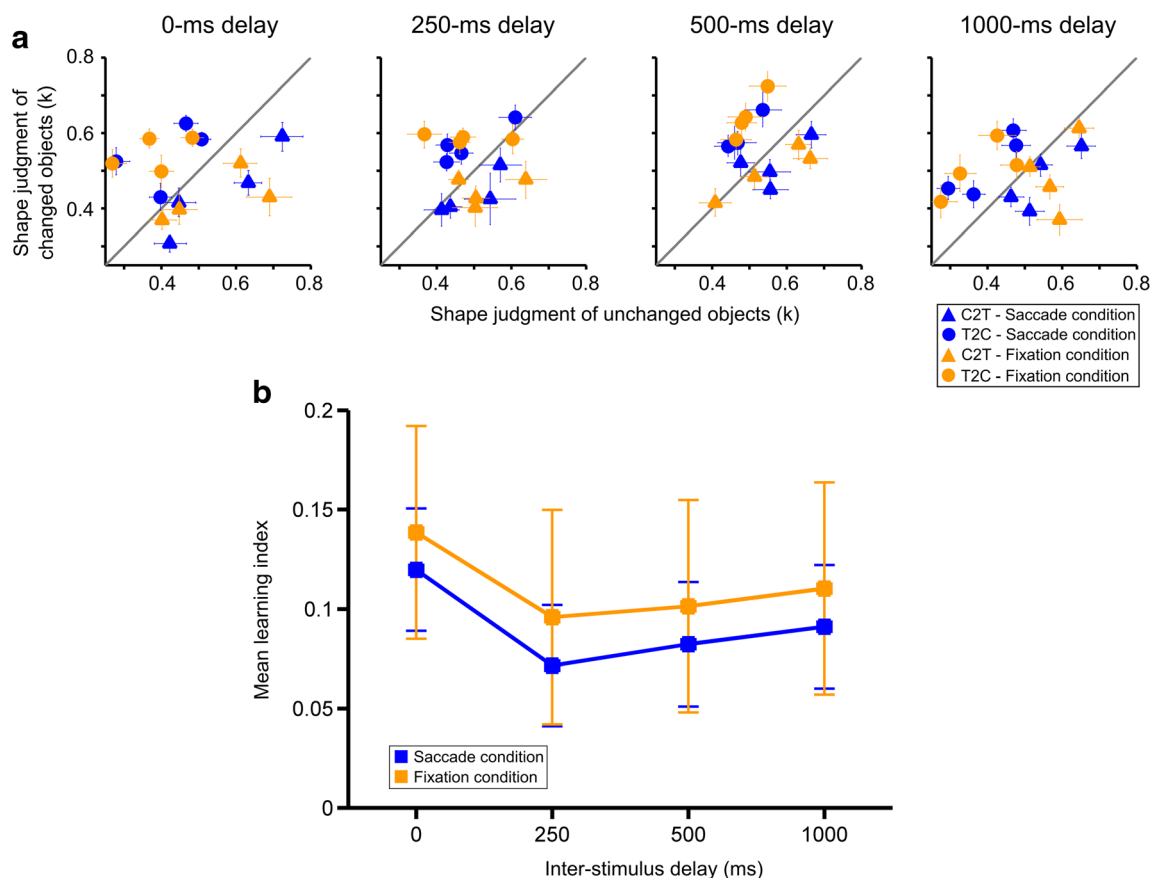 a
0-ms delay
250-ms delay
500-ms delay
1000-ms delay
Shape judgment of
changed objects (k)
0.8
0.6
0.4
0.4 0.6 0.8
0.4 0.6 0.8
0.4 0.6 0.8
0.4 0.6 0.8
Shape judgment of unchanged objects (k)
C2T - Saccade condition
T2C - Saccade condition
C2T - Fixation condition
T2C - Fixation condition
b
Mean learning index
0.2
0.15
0.1
0.05
0
Saccade condition
Fixation condition
0 250 500 1000
Inter-stimulus delay (ms)